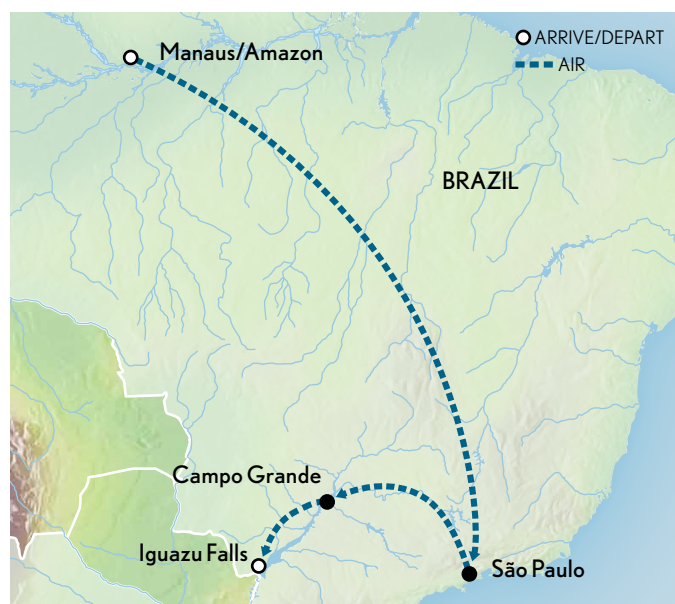 Manaus/Amazon
ARRIVE/DEPART
AIR
BRAZIL
Campo Grande
Iguazu Falls
São Paulo